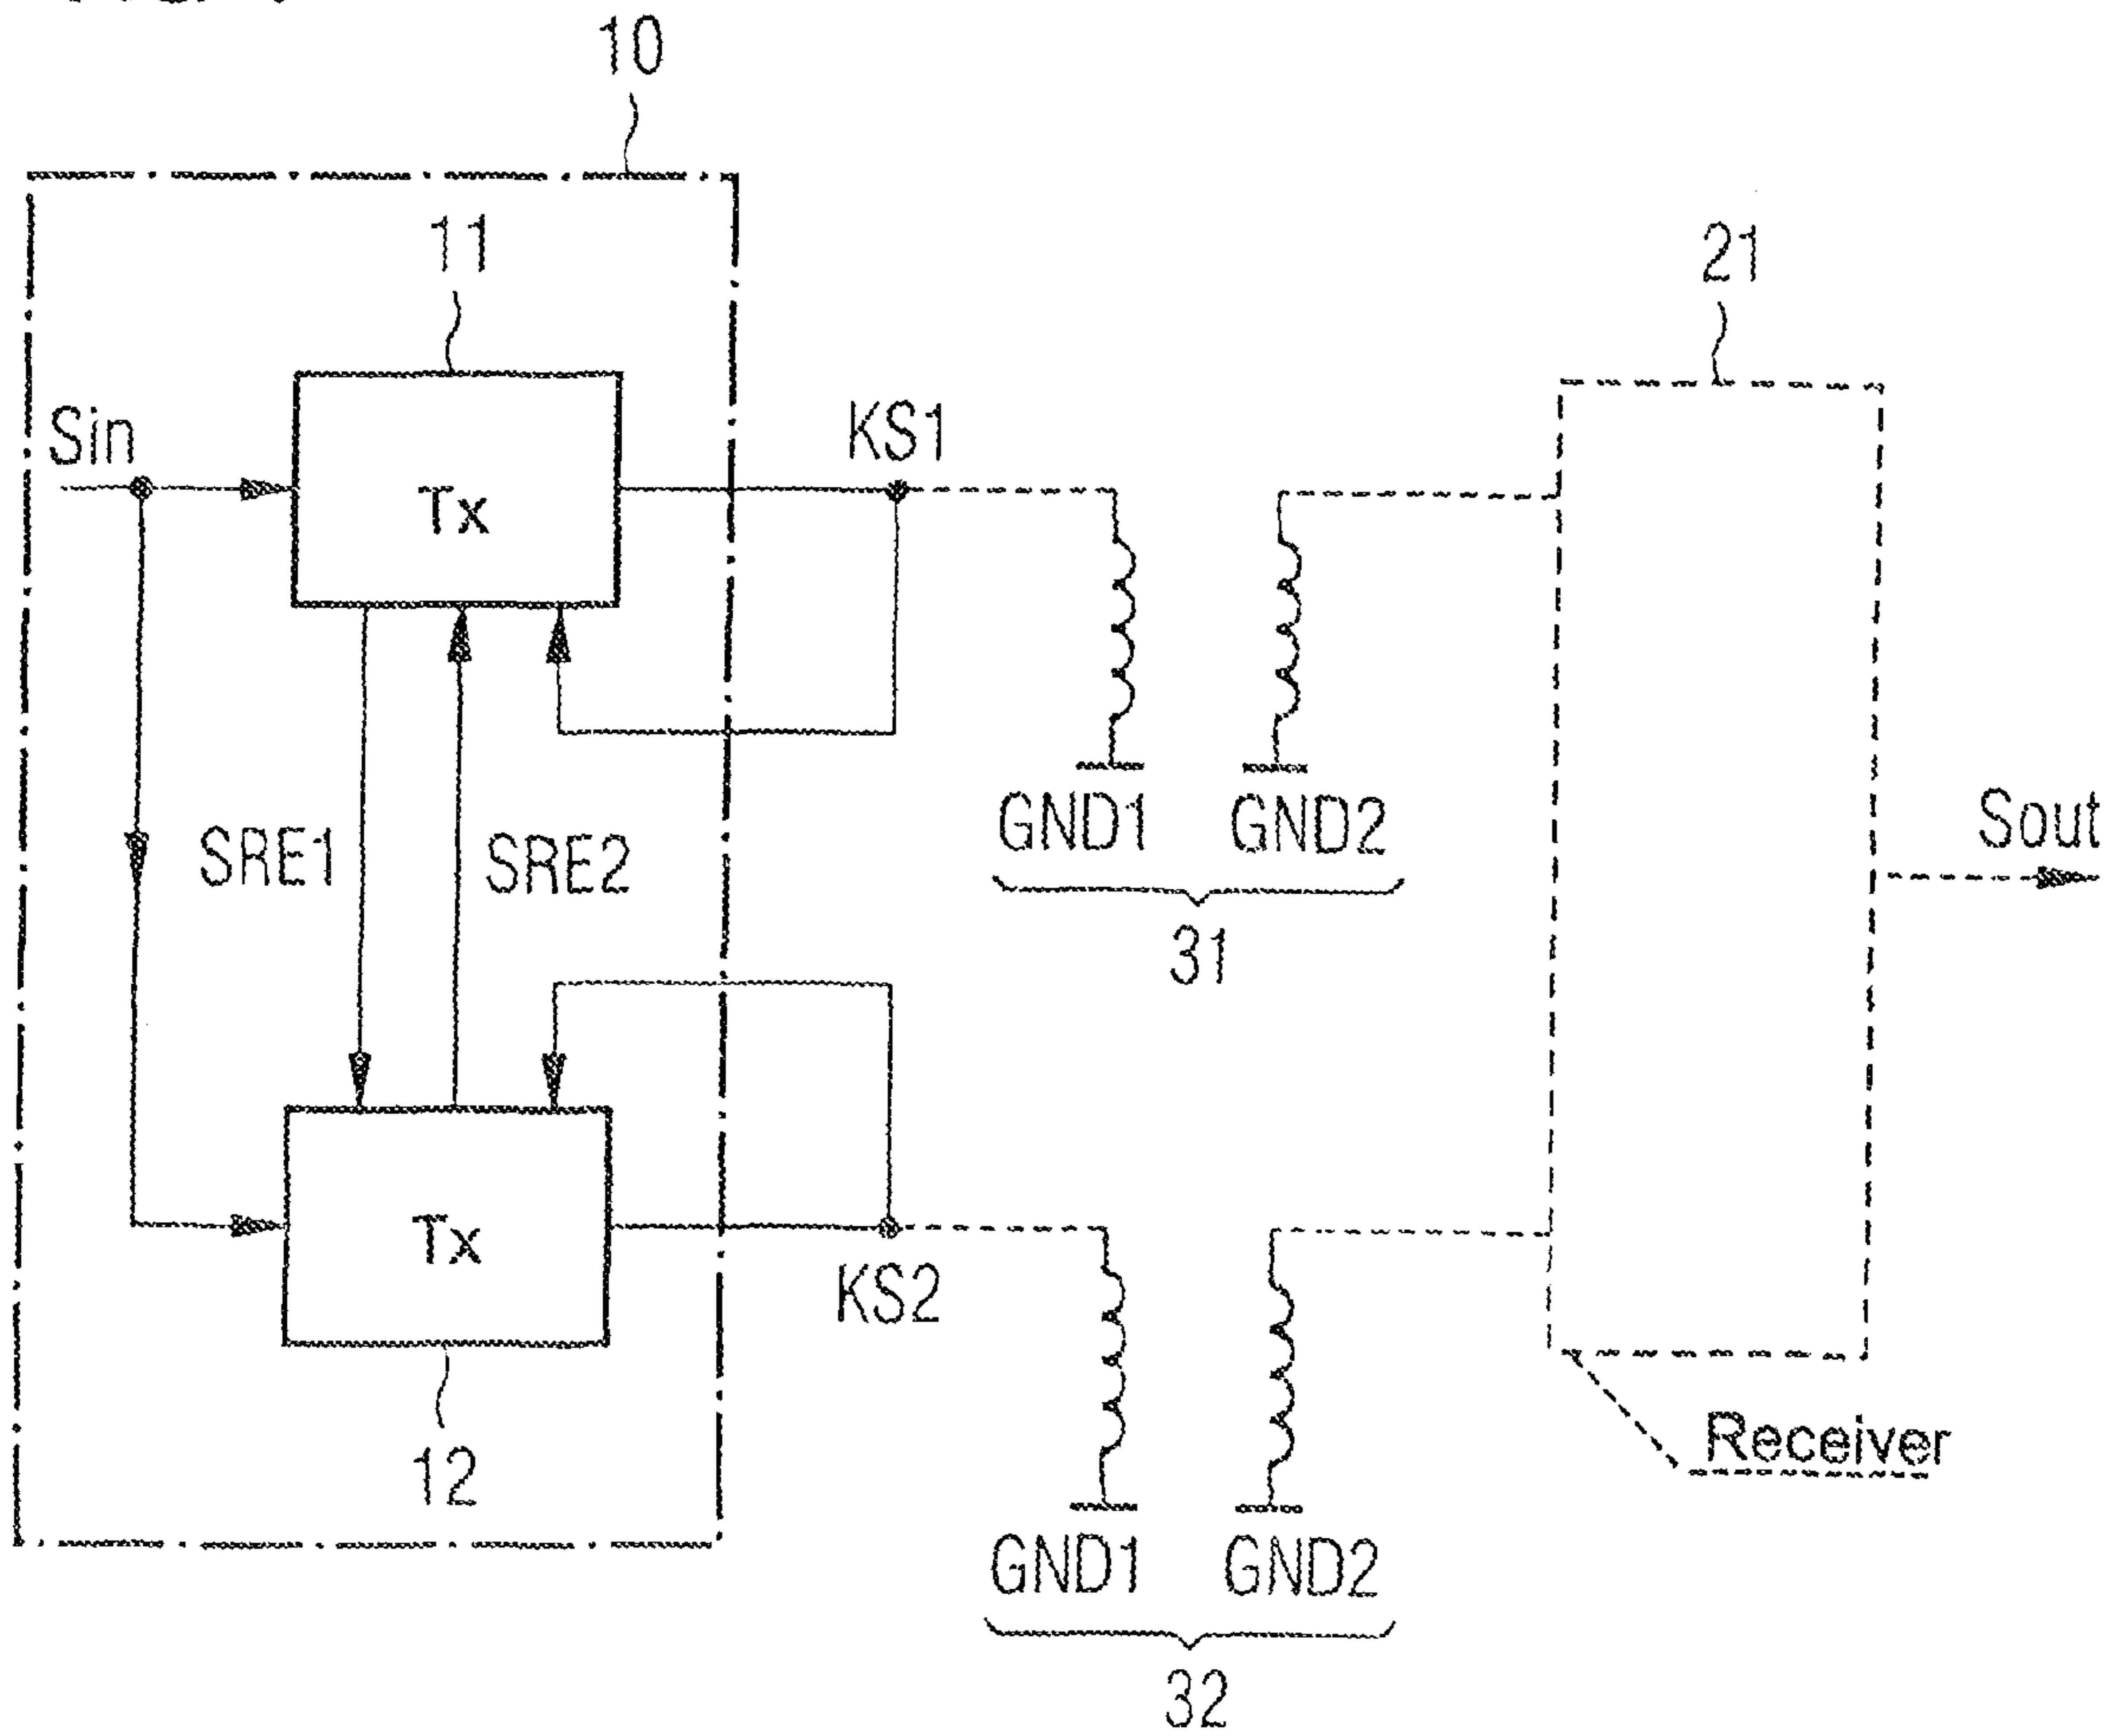 10
11
21
Sin
Tx
KS1
SRE1
SRE2
GND1
GND2
Sout
31
Tx
KS2
12
Receiver
GND1
GND2
32